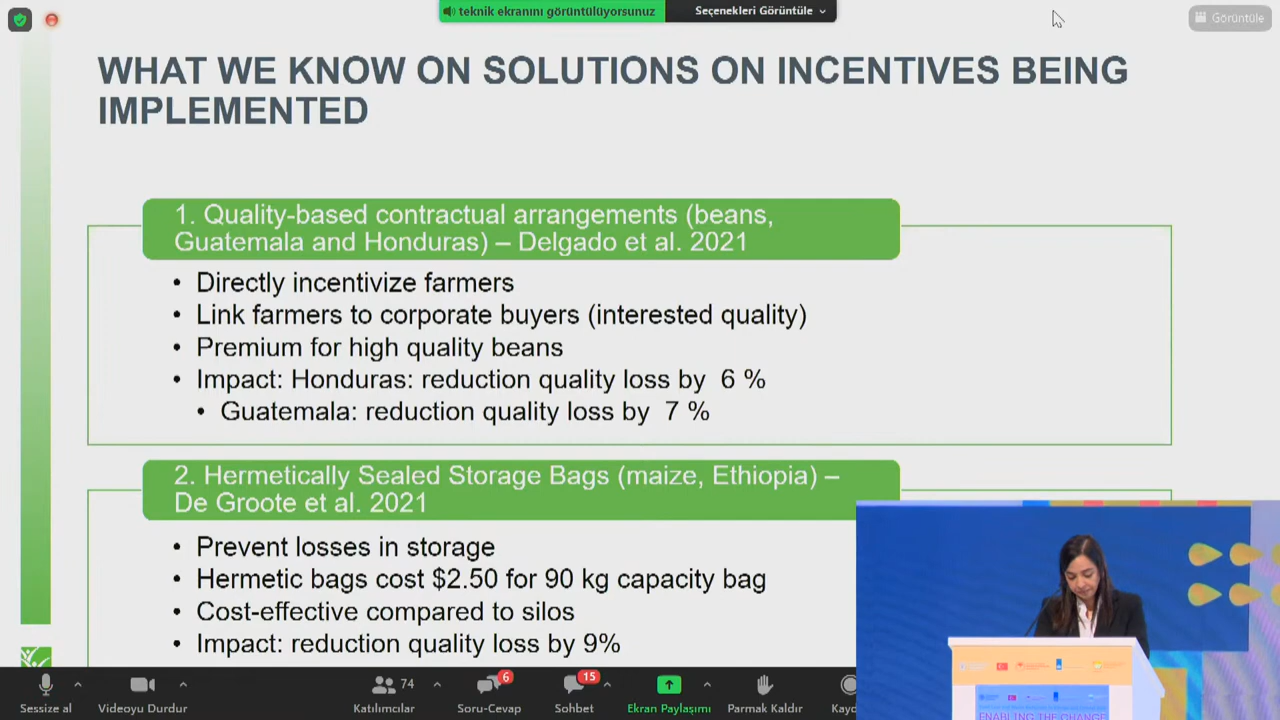 teknik ekranını görüntülüyorsunuz
Seçenekleri Görüntüle
Görüntüle
WHAT WE KNOW ON SOLUTIONS ON INCENTIVES BEING
IMPLEMENTED
1. Quality-based contractual arrangements (beans,
Guatemala and Honduras) – Delgado et al. 2021
• Directly incentivize farmers
• Link farmers to corporate buyers (interested quality)
• Premium for high quality beans
• Impact: Honduras: reduction quality loss by 6 %
• Guatemala: reduction quality loss by 7 %
2. Hermetically Sealed Storage Bags (maize, Ethiopia) –
De Groote et al. 2021
• Prevent losses in storage
• Hermetic bags cost $2.50 for 90 kg capacity bag
• Cost-effective compared to silos
• Impact: reduction quality loss by 9%
ENABLING THE CHANGE
74
6
15
Sessize al
Videoyu Durdur
Katılımcılar
Soru-Cevap
Sohbet
Ekran Paylaşımı
Parmak Kaldır